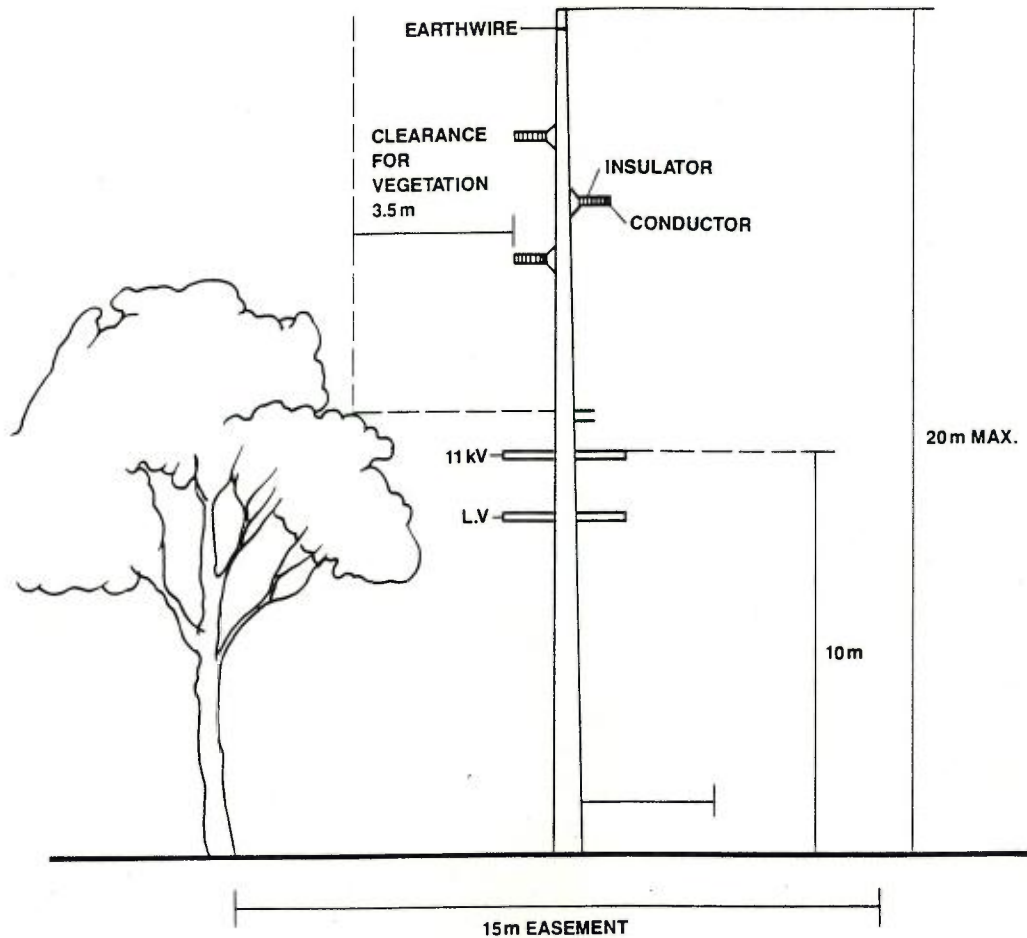 EARTHWIRE
CLEARANCE
FOR
VEGETATION
3.5m
INSULATOR
CONDUCTOR
11kV
L.V
20m MAX.
10m
15m EASEMENT